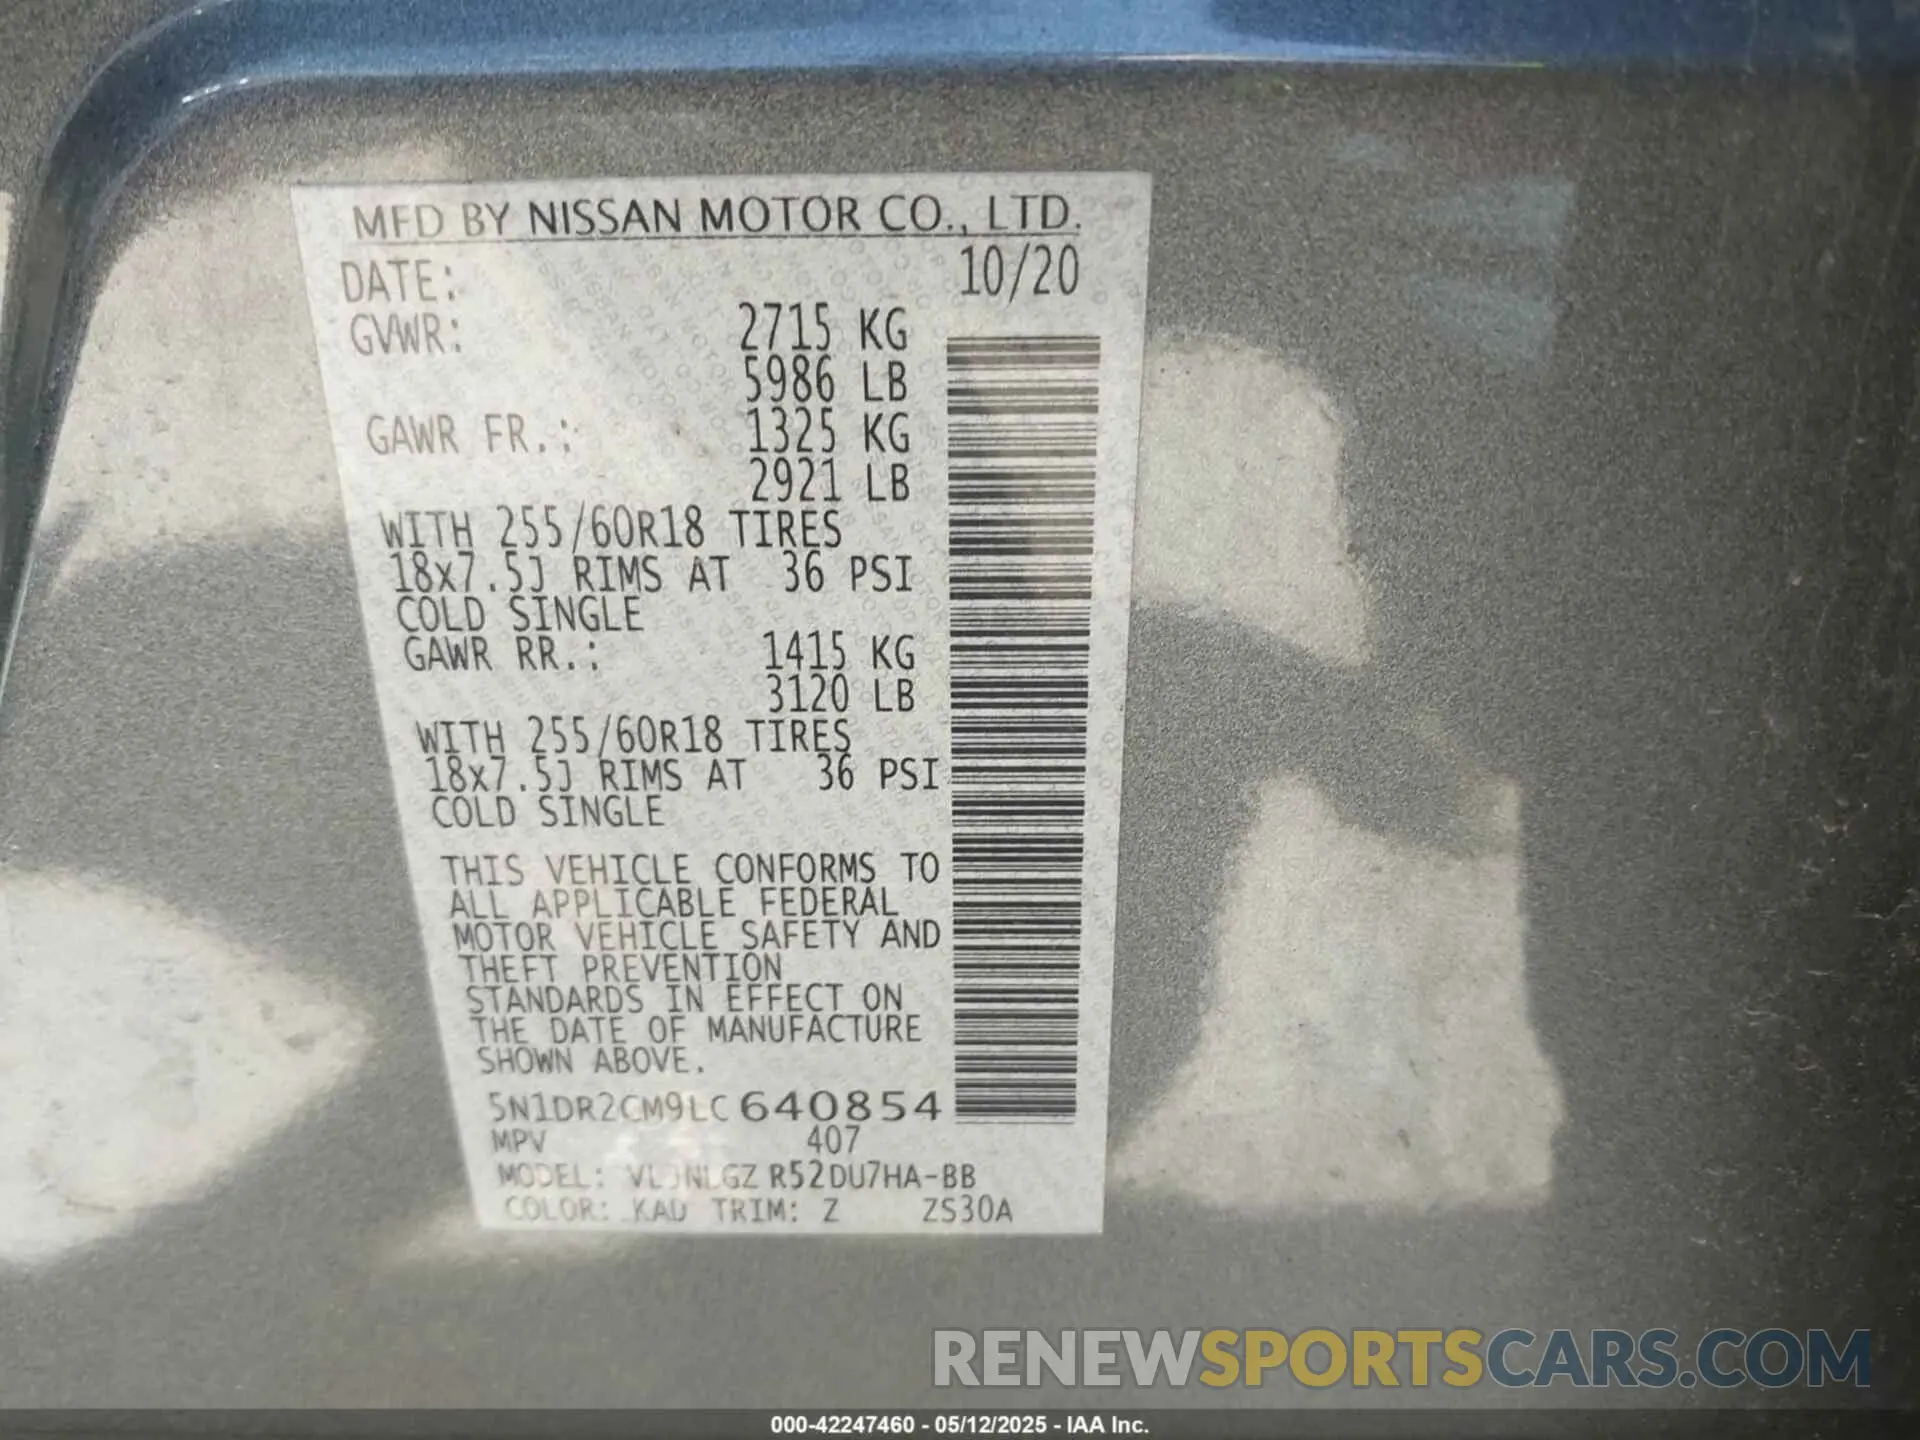 MFD BY NISSAN MOTOR CO., LTD.
DATE: 10/20
GVWR: 2715 KG
5986 LB
GAWR FR.: 1325 KG
2921 LB
WITH 255/60R18 TIRES
18x7.5J RIMS AT 36 PSI
COLD SINGLE
GAWR RR.: 1415 KG
3120 LB
WITH 255/60R18 TIRES
18x7.5J RIMS AT 36 PSI
COLD SINGLE
THIS VEHICLE CONFORMS TO
ALL APPLICABLE FEDERAL
MOTOR VEHICLE SAFETY AND
THEFT PREVENTION
STANDARDS IN EFFECT ON
THE DATE OF MANUFACTURE
SHOWN ABOVE.
5N1DR2CM9LC640854
MPV 407
MODEL: R52DU7HA-BB
COLOR: KAD TRIM: Z ZS30A
RENEWSPORTSCARS.COM
000-42247460 - 05/12/2025 - IAA Inc.